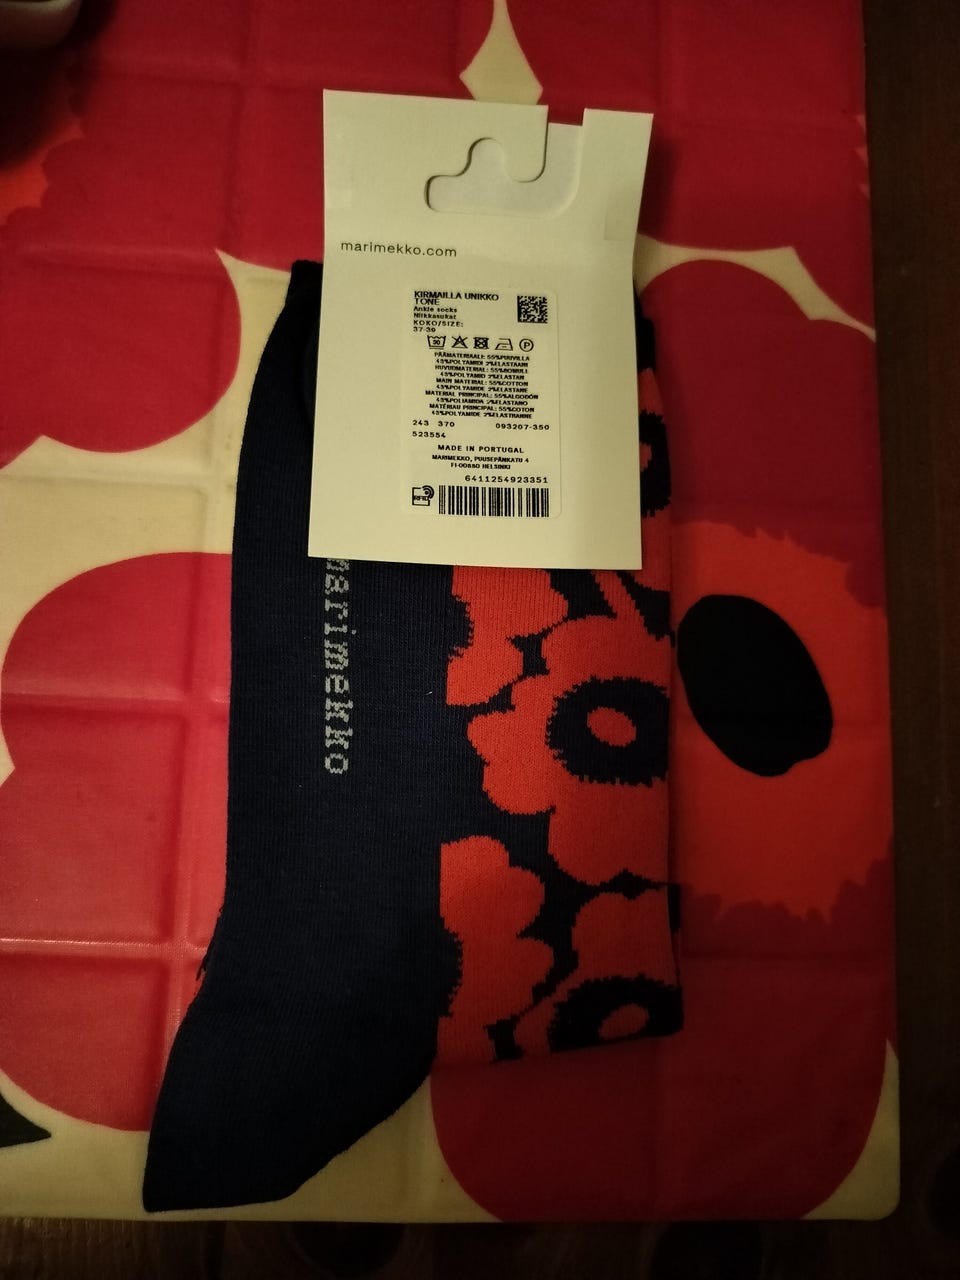 marimekko.com
KIRMAILLA UNIKKO
TONE
Ankle socks
Nilkkasukat
KOKO/SIZE:
37-39
PÄÄMATERIAALI: 55%PUUVILLA
43%POLYAMIDI 2%ELASTAANI
HUVUDMATERIAL: 55%BOMULL
43%POLYAMID 2%ELASTAN
MAIN MATERIAL: 55%COTTON
43%POLYAMIDE 2%ELASTANE
MATERIAL PRINCIPAL: 55%ALGODÓN
43%POLIAMIDA 2%ELASTANO
MATÉRIAU PRINCIPAL: 55%COTON
43%POLYAMIDE 2%ELASTHANNE
243 370 093207-350
523554
MADE IN PORTUGAL
MARIMEKKO, PUUSEPÄNKATU 4
FI-00880 HELSINKI
6411254923351
RFID
marimekko